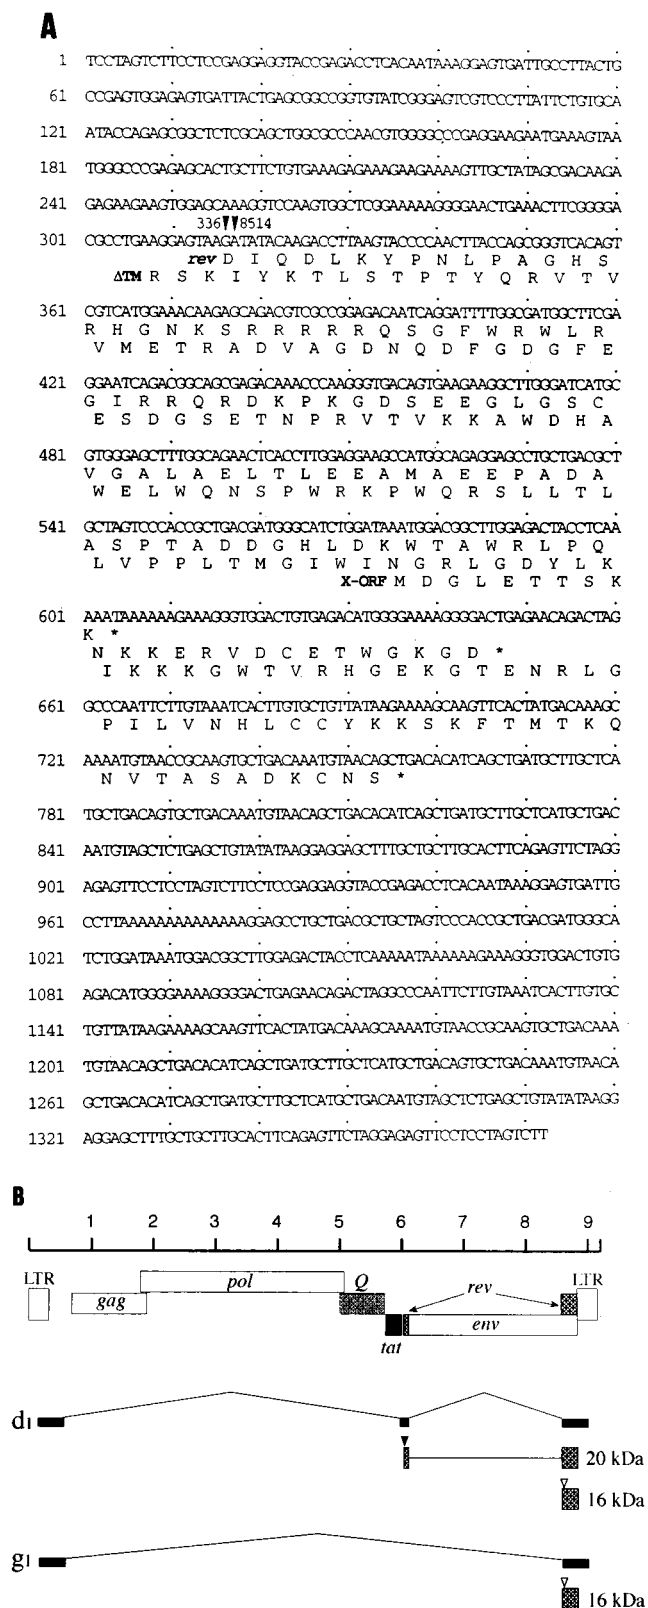 A
1 TCCTAGTCTTCCTCCGAGGAGGTACCGAGACCTCACAATAAAGGAGTGATTGCCTTACTG
61 CCGAGTGGAGAGTGATTACTGAGCGGCCGGTGTATCGGGAGTCGTCCCTTATTCTGTGCA
121 ATACCAGAGCGGCTCTCGCAGCTGGCGCCCAACGTGGGGCCCGAGGAAGAATGAAAGTAA
181 TGGGCCCGAGAGCACTGCTTCTGTGAAAGAGAAAGAAGAAAAGTTGCTATAGCGACAAGA
241 GAGAAGAAGTGGAGCAAAGGTCCAAGTGGCTCGGAAAAAGGGGAACTGAAACTTCGGGGA
336 8514
301 CGCCTGAAGGAGTAAGATATACAAGACCTTAAGTACCCCAACTTACCAGCGGGTCACAGT
rev D I Q D L K Y P N L P A G H S
ΔTM R S K I Y K T L S T P T Y Q R V T V
361 CGTCATGGAAACAAGAGCAGACGTCGCCGGAGACAATCAGGATTTTGGCGATGGCTTCGA
R H G N K S R R R R R Q S G F W R W L R
V M E T R A D V A G D N Q D F G D G F E
421 GGAATCAGACGGCAGCGAGACAAACCCAAGGGTGACAGTGAAGAAGGCTTGGGATCATGC
G I R R Q R D K P K G D S E E G L G S C
E S D G S E T N P R V T V K K A W D H A
481 GTGGGAGCTTTGGCAGAACTCACCTTGGAGGAAGCCATGGCAGAGGAGCCTGCTGACGCT
V G A L A E L T L E E A M A E E P A D A
W E L W Q N S P W R K P W Q R S L L T L
541 GCTAGTCCCACCGCTGACGATGGGCATCTGGATAAATGGACGGCTTGGAGACTACCTCAA
A S P T A D D G H L D K W T A W R L P Q
L V P P L T M G I W I N G R L G D Y L K
X-ORF M D G L E T T S K
601 AAATAAAAAAGAAAGGGTGGACTGTGAGACATGGGGAAAAGGGGACTGAGAACAGACTAG
K *
N K K E R V D C E T W G K G D *
I K K K G W T V R H G E K G T E N R L G
661 GCCCAATTCTTGTAAATCACTTGTGCTGTTATAAGAAAAGCAAGTTCACTATGACAAAGC
P I L V N H L C C Y K K S K F T M T K Q
721 AAAATGTAACCGCAAGTGCTGACAAATGTAACAGCTGACACATCAGCTGATGCTTGCTCA
N V T A S A D K C N S *
781 TGCTGACAGTGCTGACAAATGTAACAGCTGACACATCAGCTGATGCTTGCTCATGCTGAC
841 AATGTAGCTCTGAGCTGTATATAAGGAGGAGCTTTGCTGCTTGCACTTCAGAGTTCTAGG
901 AGAGTTCCTCCTAGTCTTCCTCCGAGGAGGTACCGAGACCTCACAATAAAGGAGTGATTG
961 CCTTAAAAAAAAAAAAAAGGAGCCTGCTGACGCTGCTAGTCCCACCGCTGACGATGGGCA
1021 TCTGGATAAATGGACGGCTTGGAGACTACCTCAAAAATAAAAAAGAAAGGGTGGACTGTG
1081 AGACATGGGGAAAAGGGGACTGAGAACAGACTAGGCCCAATTCTTGTAAATCACTTGTGC
1141 TGTTATAAGAAAAGCAAGTTCACTATGACAAAGCAAAATGTAACCGCAAGTGCTGACAAA
1201 TGTAACAGCTGACACATCAGCTGATGCTTGCTCATGCTGACAGTGCTGACAAATGTAACA
1261 GCTGACACATCAGCTGATGCTTGCTCATGCTGACAATGTAGCTCTGAGCTGTATATAAGG
1321 AGGAGCTTTGCTGCTTGCACTTCAGAGTTCTAGGAGAGTTCCTCCTAGTCTT
B
1 2 3 4 5 6 7 8 9
LTR pol Q rev LTR
gag env
tat
d1
20 kDa
16 kDa
g1
16 kDa